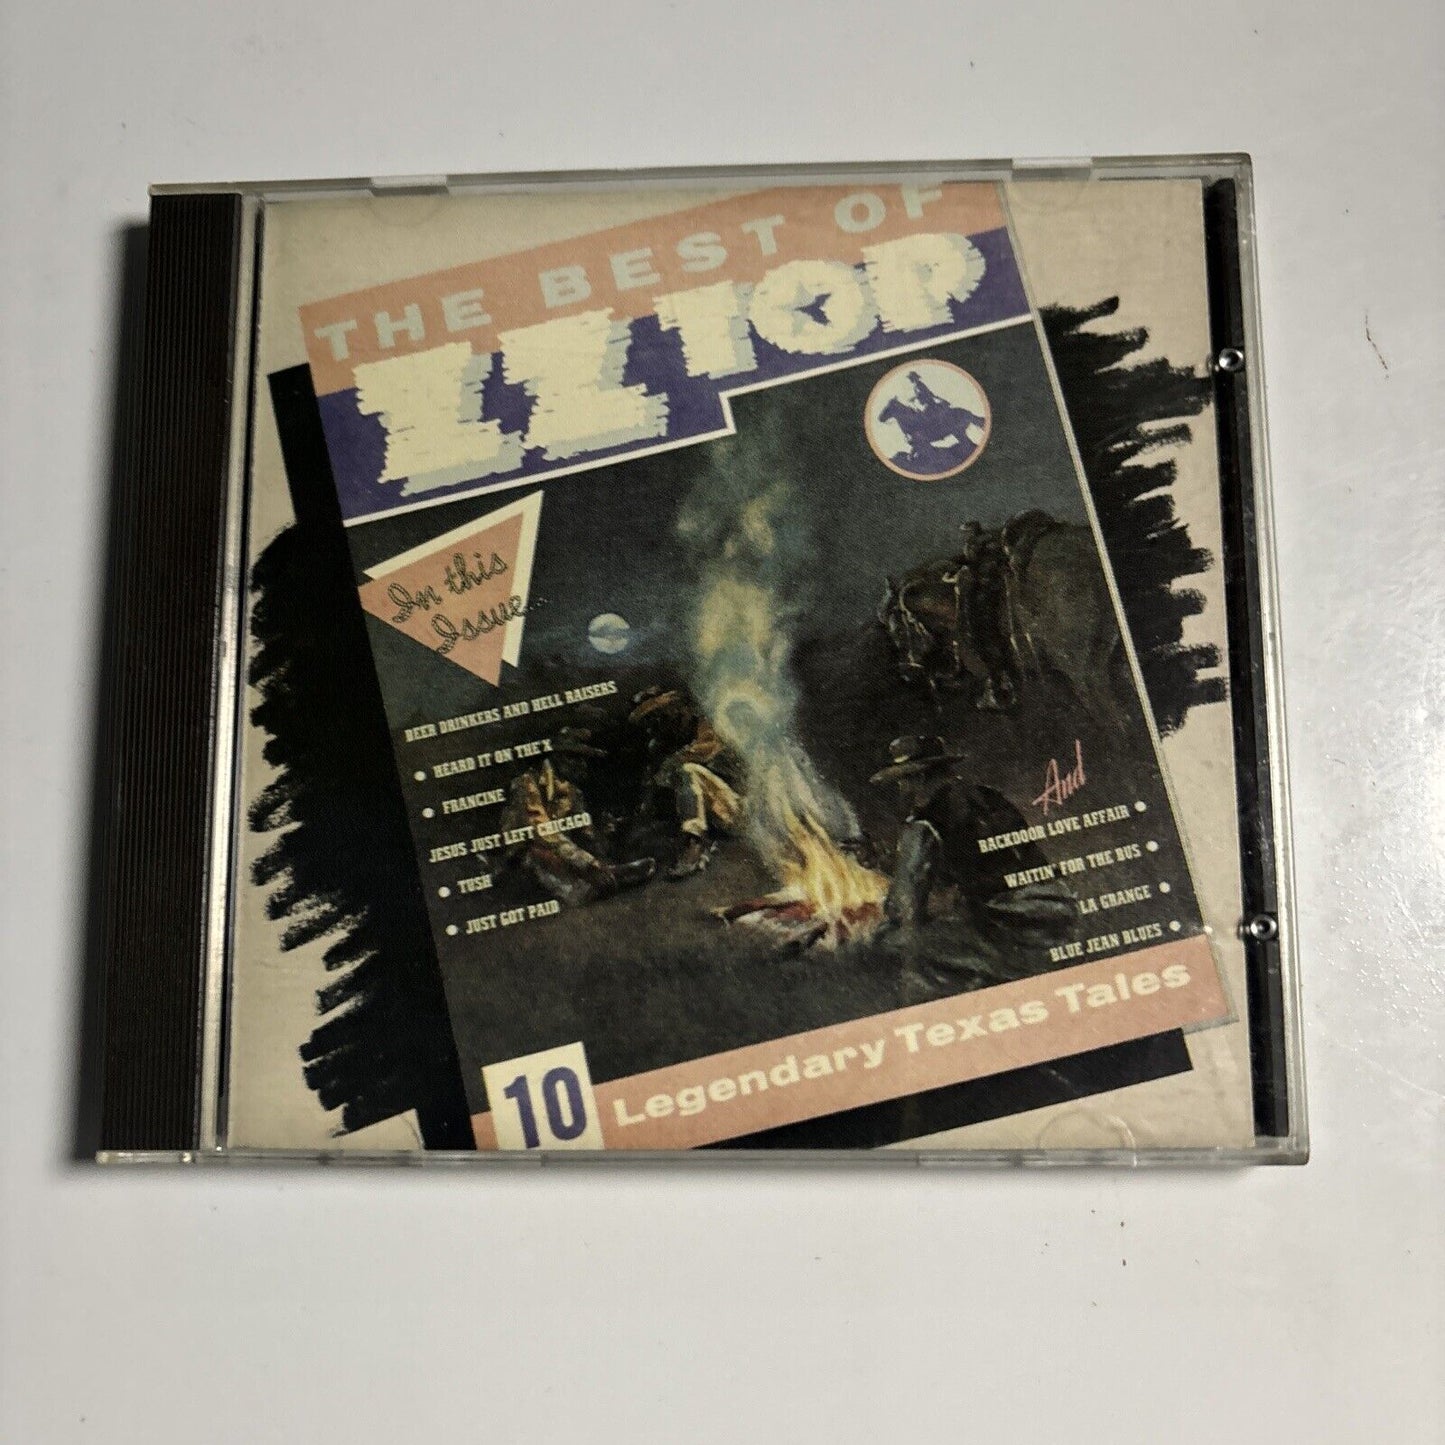 THE BEST OF
ZZ TOP
In this
Issue...
BEER DRINKERS AND HELL RAISERS
• HEARD IT ON THE X
• FRANCINE
JESUS JUST LEFT CHICAGO
• TUSH
• JUST GOT PAID
And
BACKDOOR LOVE AFFAIR •
WAITIN' FOR THE BUS •
LA GRANGE •
BLUE JEAN BLUES •
10 Legendary Texas Tales